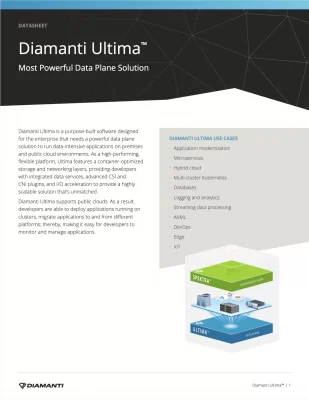 DATASHEET
Diamanti Ultima™
Most Powerful Data Plane Solution
Diamanti Ultima is a purpose-built software designed
for the enterprise that needs a powerful data plane
solution to run data-intensive applications on premises
and public cloud environments. As a high-performing,
flexible platform, Ultima features a container-optimized
storage and networking layers, providing developers
with integrated data services, advanced CSI and
CNI plugins, and I/O acceleration to provide a highly
scalable solution that's unmatched.
Diamanti Ultima supports public clouds. As a result,
developers are able to deploy applications running on
clusters, migrate applications to and from different
platforms; thereby, making it easy for developers to
monitor and manage applications.
DIAMANTI ULTIMA USE CASES
· Application modernization
· Microservices
· Hybrid cloud
· Multi-cluster Kubernetes
· Databases
· Logging and analytics
· Streaming data processing
· AI/ML
· DevOps
· Edge
· IoT
SPEKTRA
ULTIMA
DIAMANTI
Diamanti Ultima™ | 1